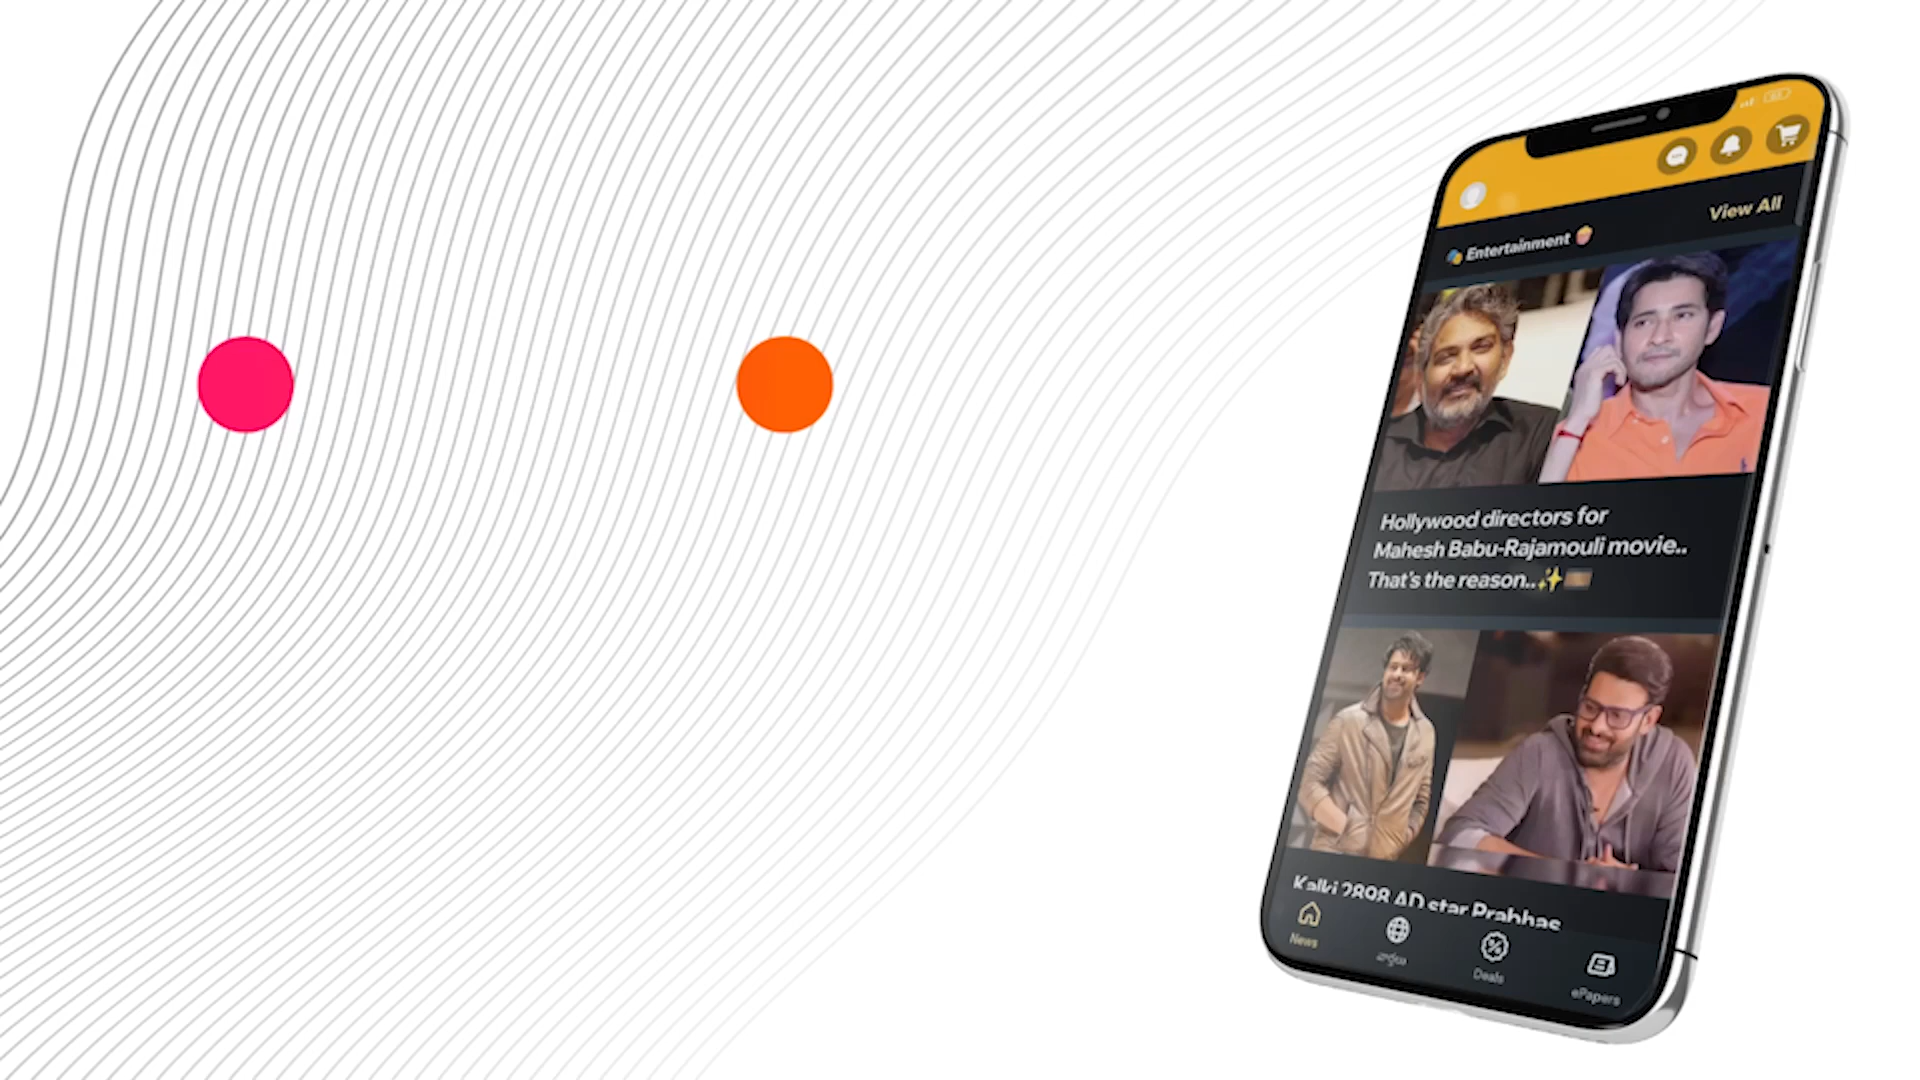 View All
Entertainment
Hollywood directors for
Mahesh Babu-Rajamouli movie..
That's the reason..
Kalki 2898 AD star Prabhas
News
వార్తలు
Deals
ePapers